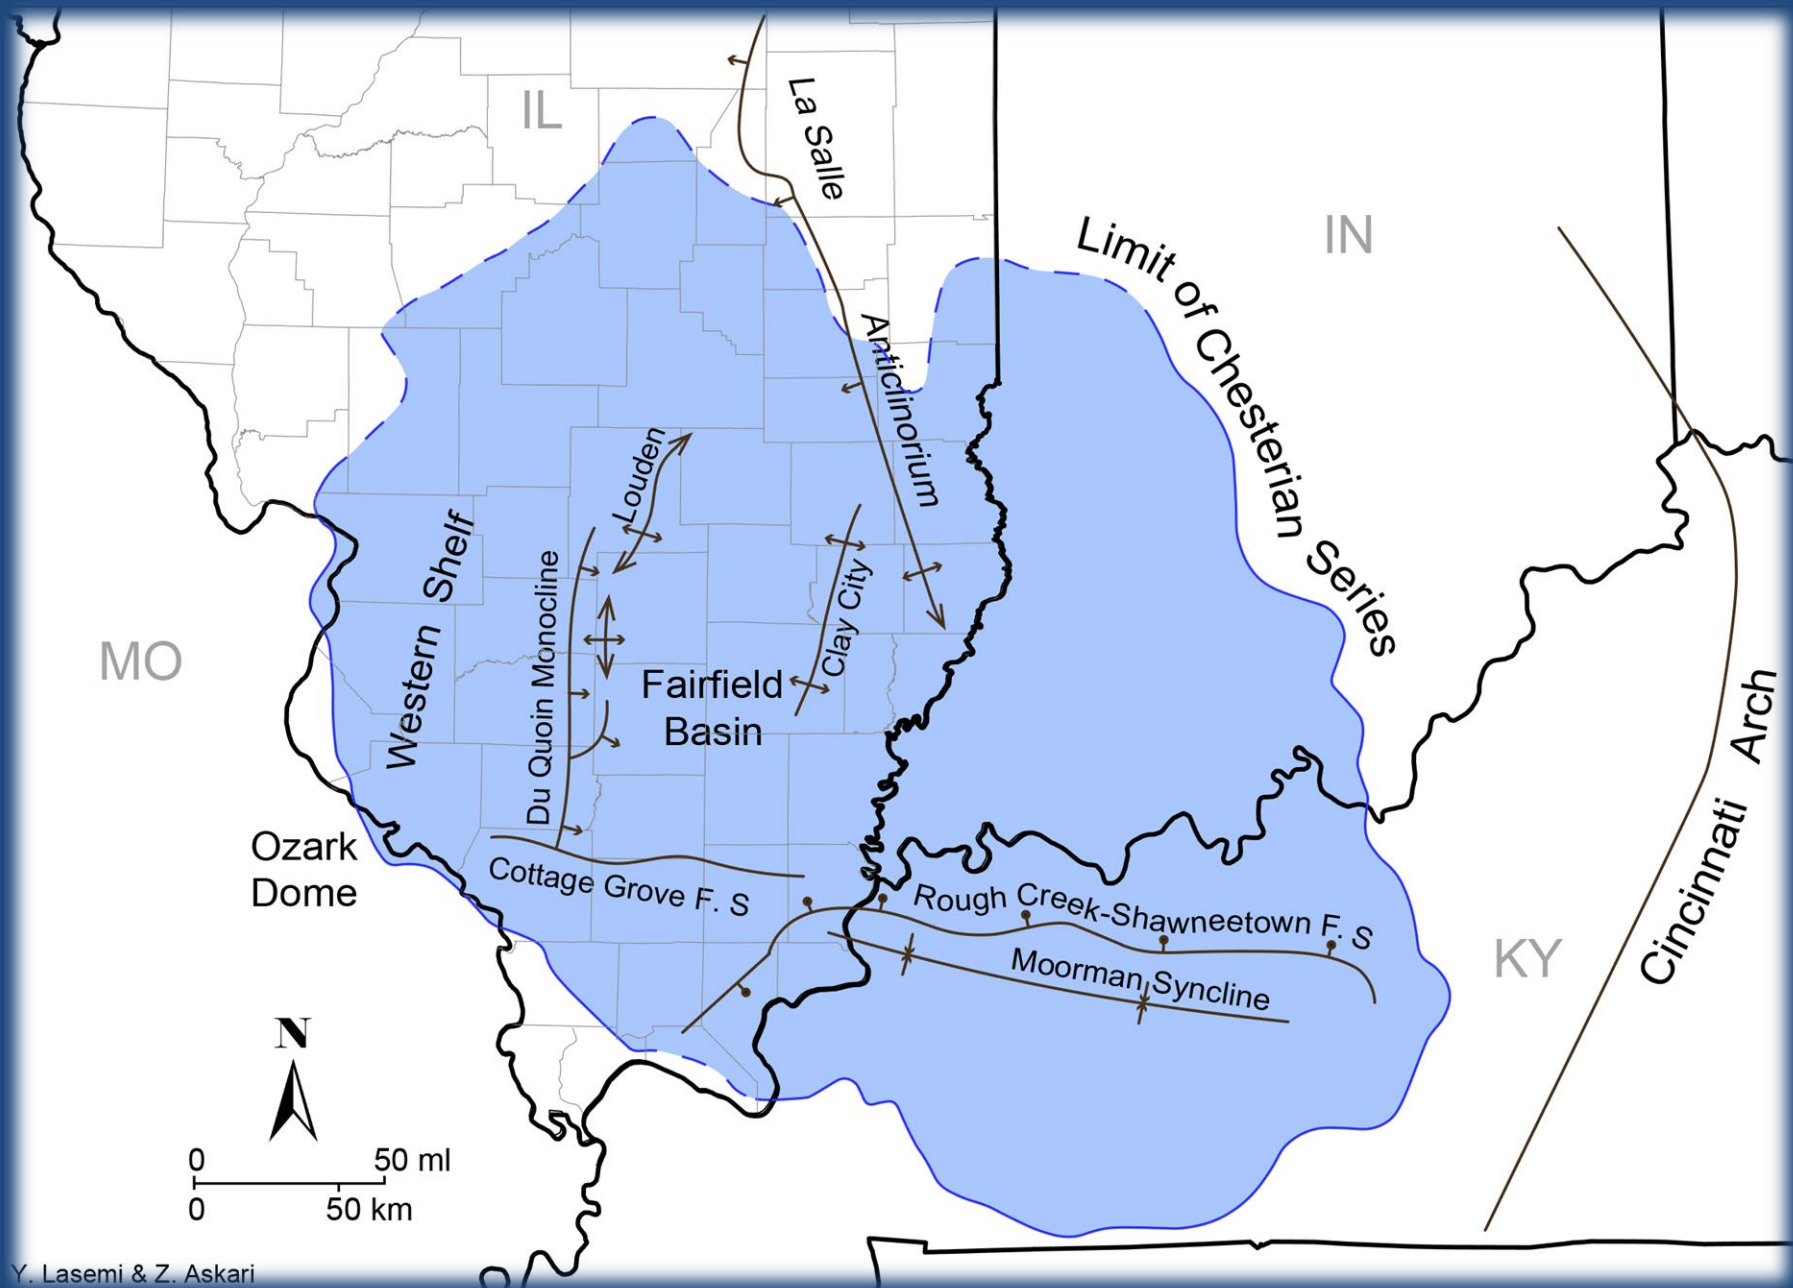 IL
La Salle
Anticlinorium
IN
Limit of Chesterian Series
Louden
Western Shelf
Du Quoin Monocline
Clay City
MO
Fairfield
Basin
Ozark
Dome
Cottage Grove F. S
Rough Creek-Shawneetown F. S
Moorman Syncline
KY
Cincinnati Arch
N
0 50 ml
0 50 km
Y. Lasemi & Z. Askari